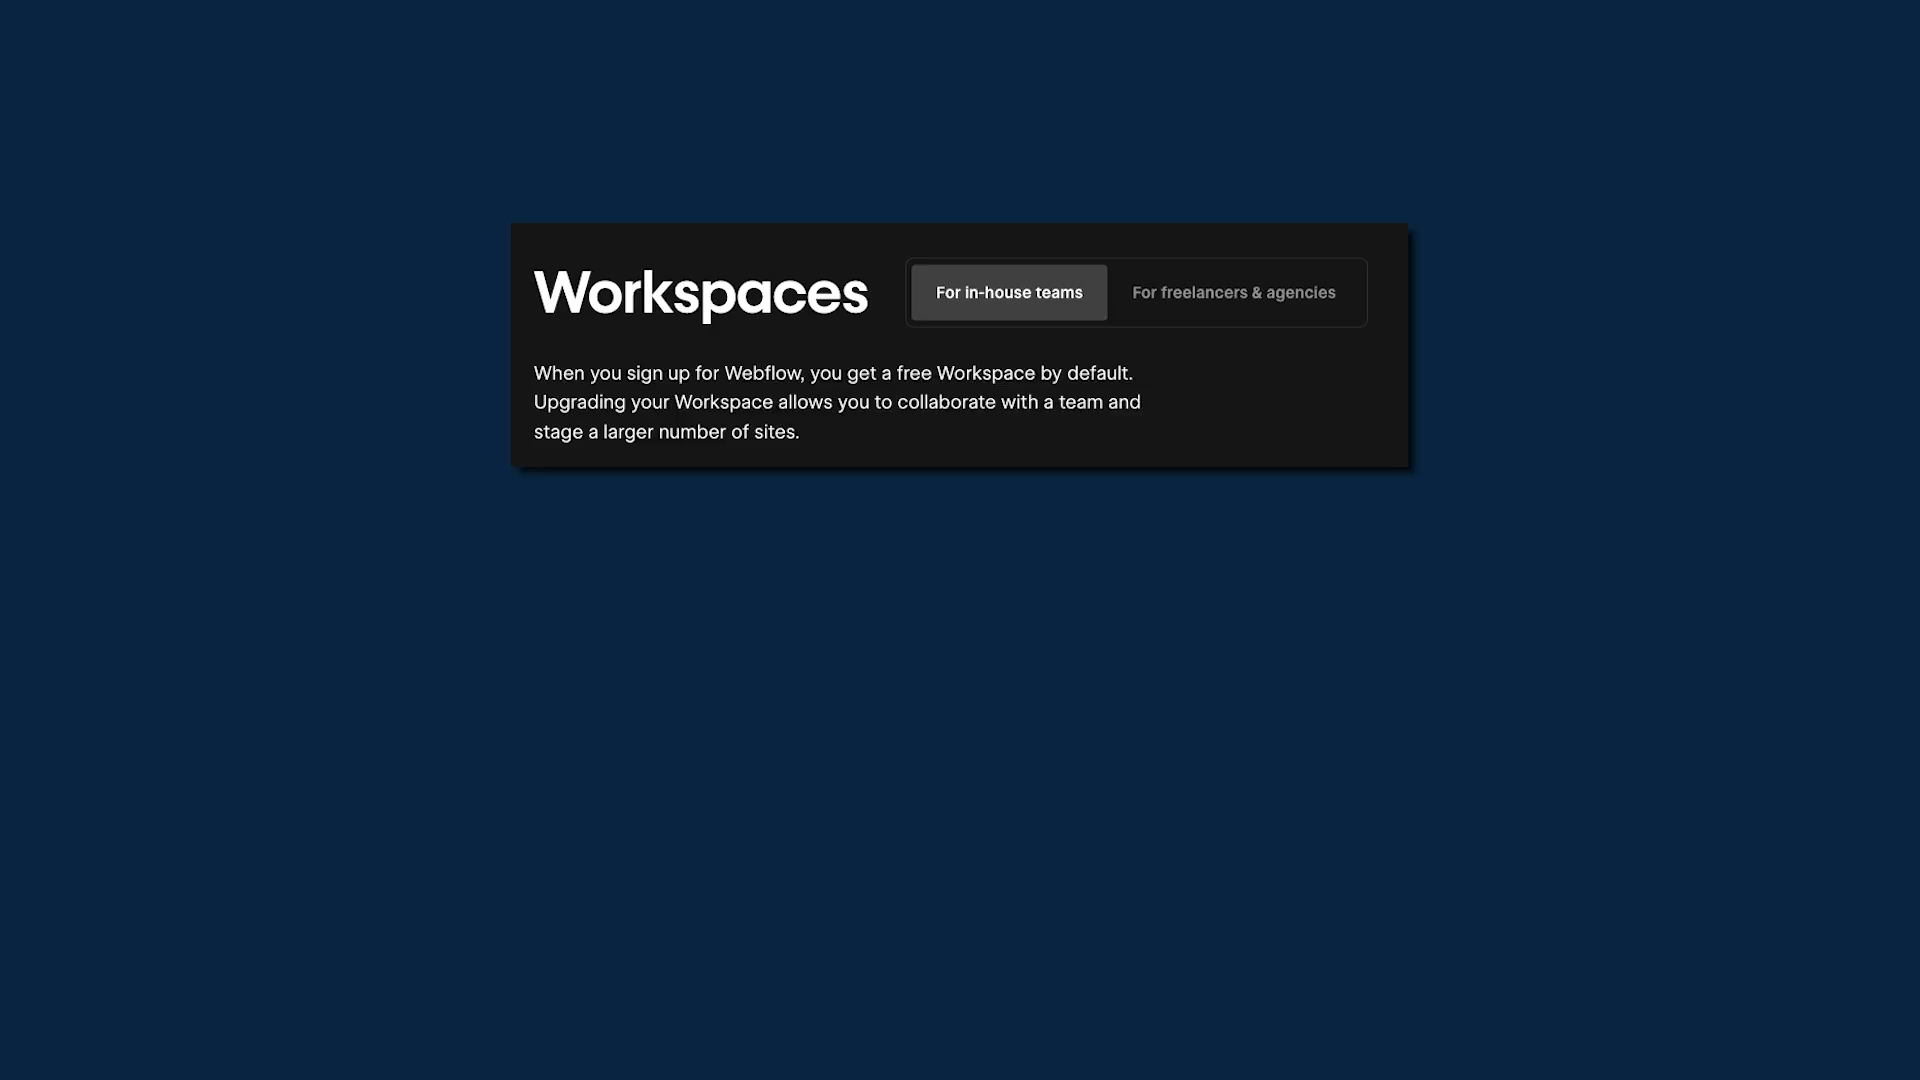 Workspaces
For in-house teams
For freelancers & agencies
When you sign up for Webflow, you get a free Workspace by default.
Upgrading your Workspace allows you to collaborate with a team and
stage a larger number of sites.